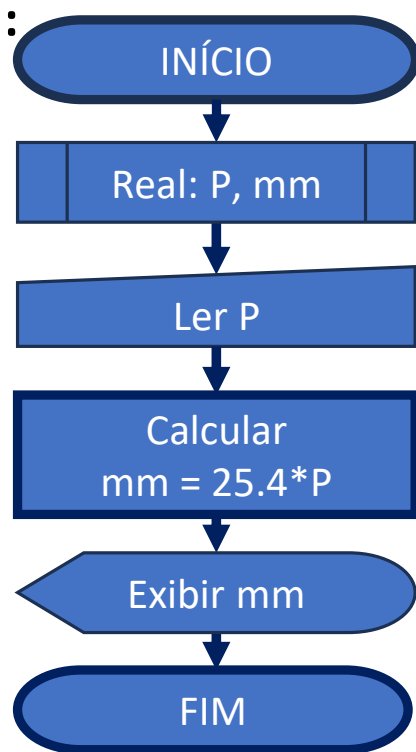 :
INÍCIO
Real: P, mm
Ler P
Calcular
mm = 25.4*P
Exibir mm
FIM